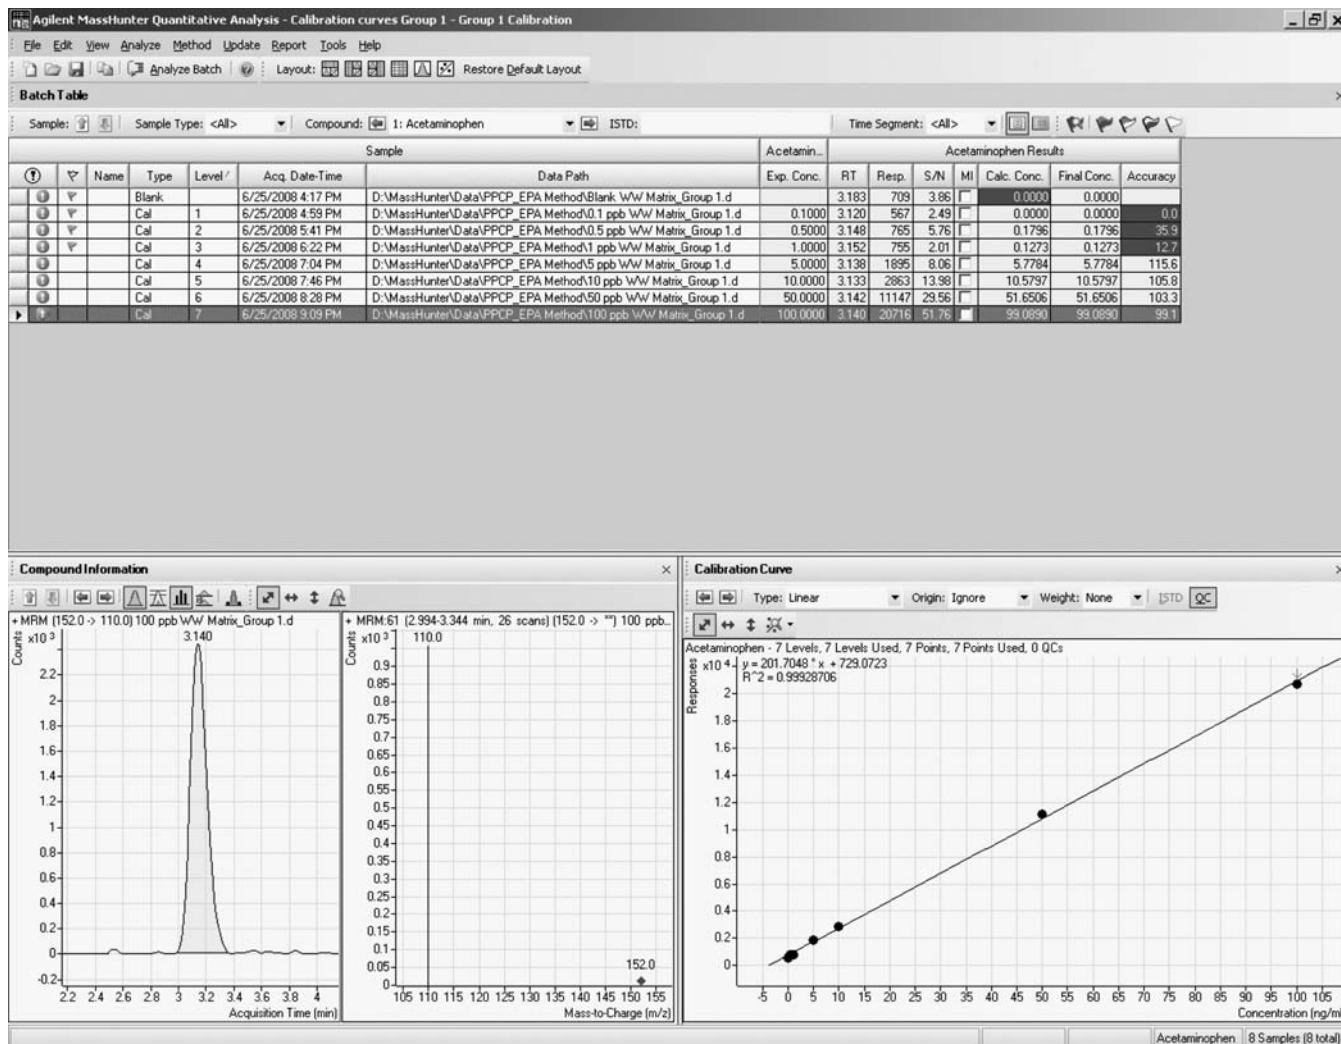 Agilent MassHunter Quantitative Analysis - Calibration curves Group 1 - Group 1 Calibration
File Edit View Analyze Method Update Report Tools Help
Analyze Batch Layout: Restore Default Layout
Batch Table
Sample: Sample Type: <All> Compound: 1: Acetaminophen ISTD: Time Segment: <All>
Sample Acetamin... Acetaminophen Results
Name Type Level Acq. Date-Time Data Path Exp. Conc. RT Resp. S/N MI Calc. Conc. Final Conc. Accuracy
Blank 6/25/2008 4:17 PM D:\MassHunter\Data\PPCP_EPA Method\Blank WW Matrix_Group 1.d 3.183 709 3.86 0.0000 0.0000
Cal 1 6/25/2008 4:59 PM D:\MassHunter\Data\PPCP_EPA Method\0.1 ppb WW Matrix_Group 1.d 0.1000 3.120 567 2.49 0.0000 0.0000 0.0
Cal 2 6/25/2008 5:41 PM D:\MassHunter\Data\PPCP_EPA Method\0.5 ppb WW Matrix_Group 1.d 0.5000 3.148 765 5.76 0.1796 0.1796 35.9
Cal 3 6/25/2008 6:22 PM D:\MassHunter\Data\PPCP_EPA Method\1 ppb WW Matrix_Group 1.d 1.0000 3.152 755 2.01 0.1273 0.1273 12.7
Cal 4 6/25/2008 7:04 PM D:\MassHunter\Data\PPCP_EPA Method\5 ppb WW Matrix_Group 1.d 5.0000 3.138 1895 8.06 5.7784 5.7784 115.6
Cal 5 6/25/2008 7:46 PM D:\MassHunter\Data\PPCP_EPA Method\10 ppb WW Matrix_Group 1.d 10.0000 3.133 2863 13.98 10.5797 10.5797 105.8
Cal 6 6/25/2008 8:28 PM D:\MassHunter\Data\PPCP_EPA Method\50 ppb WW Matrix_Group 1.d 50.0000 3.142 11147 29.56 51.6506 51.6506 103.3
Cal 7 6/25/2008 9:09 PM D:\MassHunter\Data\PPCP_EPA Method\100 ppb WW Matrix_Group 1.d 100.0000 3.140 20716 51.76 99.0890 99.0890 99.1
Compound Information
+ MRM (152.0 -> 110.0) 100 ppb WW Matrix_Group 1.d
Counts x10 3
3.140
2.2
2
1.8
1.6
1.4
1.2
1
0.8
0.6
0.4
0.2
0
-0.2
2.2 2.4 2.6 2.8 3 3.2 3.4 3.6 3.8 4
Acquisition Time (min)
+ MRM:61 (2.994-3.344 min, 26 scans) (152.0 -> **) 100 ppb...
Counts x10 3
110.0
0.9
0.85
0.8
0.75
0.7
0.65
0.6
0.55
0.5
0.45
0.4
0.35
0.3
0.25
0.2
0.15
0.1
0.05
0
152.0
105 110 115 120 125 130 135 140 145 150 155
Mass-to-Charge (m/z)
Calibration Curve
Type: Linear Origin: Ignore Weight: None ISTD QC
Acetaminophen - 7 Levels, 7 Levels Used, 7 Points, 7 Points Used, 0 QCs
Responses x10 4
y = 201.7048 * x + 729.0723
R^2 = 0.99928706
2
1.8
1.6
1.4
1.2
1
0.8
0.6
0.4
0.2
0
-5 0 5 10 15 20 25 30 35 40 45 50 55 60 65 70 75 80 85 90 95 100 105
Concentration (ng/ml
Acetaminophen 8 Samples (8 total)